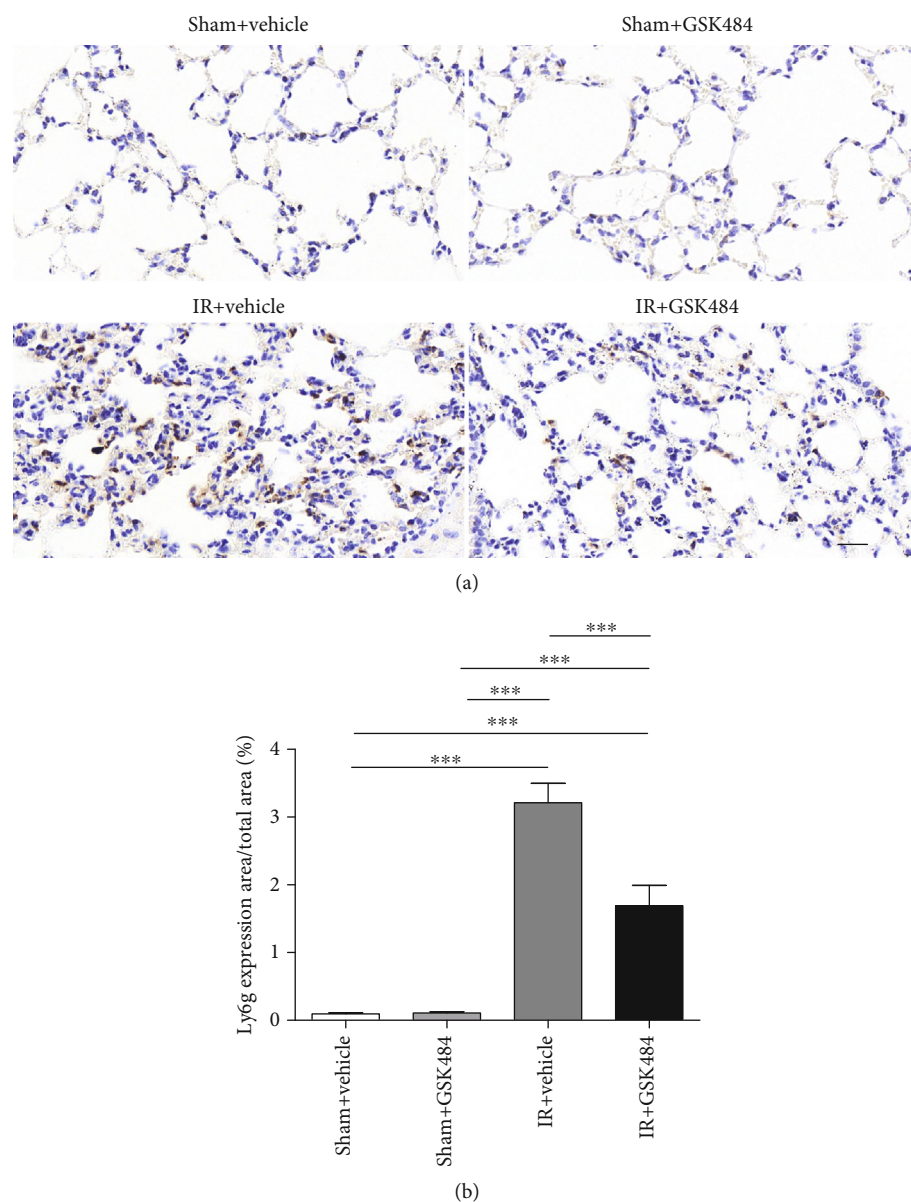 Sham+vehicle
Sham+GSK484
IR+vehicle
IR+GSK484
(a)
***
***
***
***
***
Ly6g expression area/total area (%)
4
3
2
1
0
Sham+vehicle
Sham+GSK484
IR+vehicle
IR+GSK484
(b)